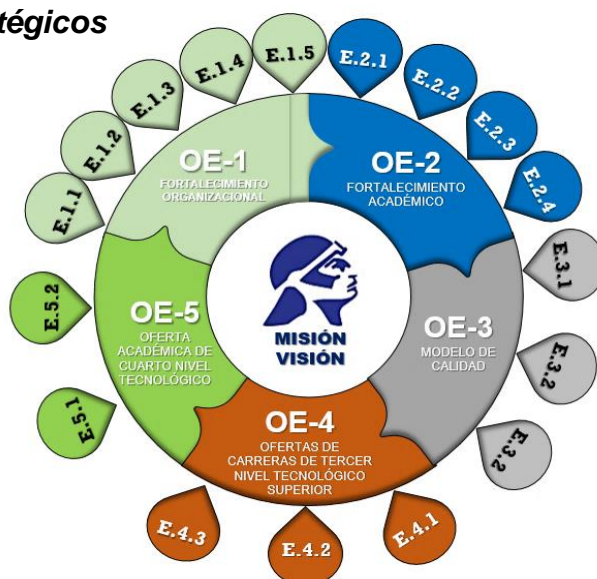 tégicos
E.1.1
E.1.2
E.1.3
E.1.4
E.1.5
E.2.1
E.2.2
E.2.3
E.2.4
OE-1
FORTALECIMIENTO
ORGANIZACIONAL
OE-2
FORTALECIMIENTO
ACADÉMICO
E.3.1
E.3.2
E.3.2
OE-3
MODELO DE
CALIDAD
MISIÓN
VISIÓN
E.5.2
E.5.1
OE-5
OFERTA
ACADÉMICA DE
CUARTO NIVEL
TECNOLÓGICO
OE-4
OFERTAS DE
CARRERAS DE TERCER
NIVEL TECNOLÓGICO
SUPERIOR
E.4.3
E.4.2
E.4.1